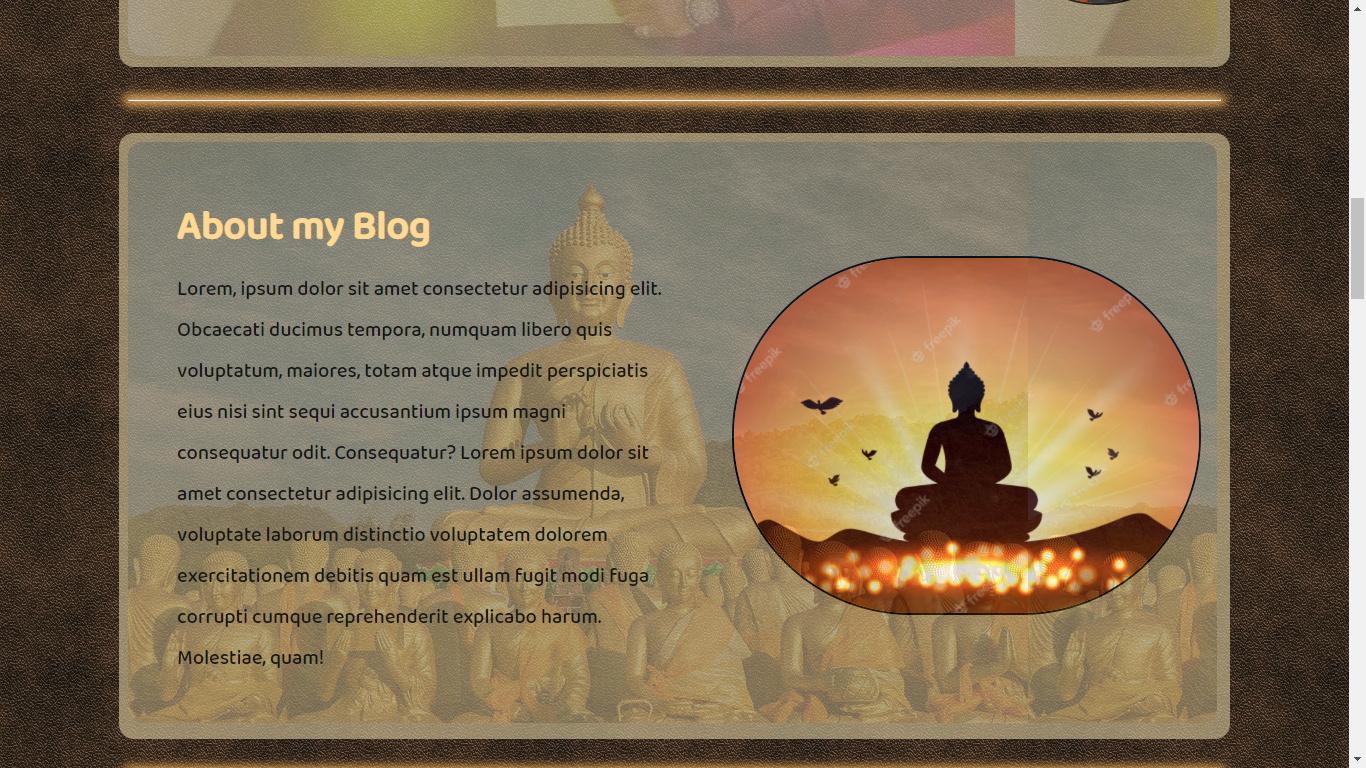 About my Blog
Lorem, ipsum dolor sit amet consectetur adipisicing elit.
Obcaecati ducimus tempora, numquam libero quis
voluptatum, maiores, totam atque impedit perspiciatis
eius nisi sint sequi accusantium ipsum magni
consequatur odit. Consequatur? Lorem ipsum dolor sit
amet consectetur adipisicing elit. Dolor assumenda,
voluptate laborum distinctio voluptatem dolorem
exercitationem debitis quam est ullam fugit modi fuga
corrupti cumque reprehenderit explicabo harum.
Molestiae, quam!
freepik
freepik
freepik